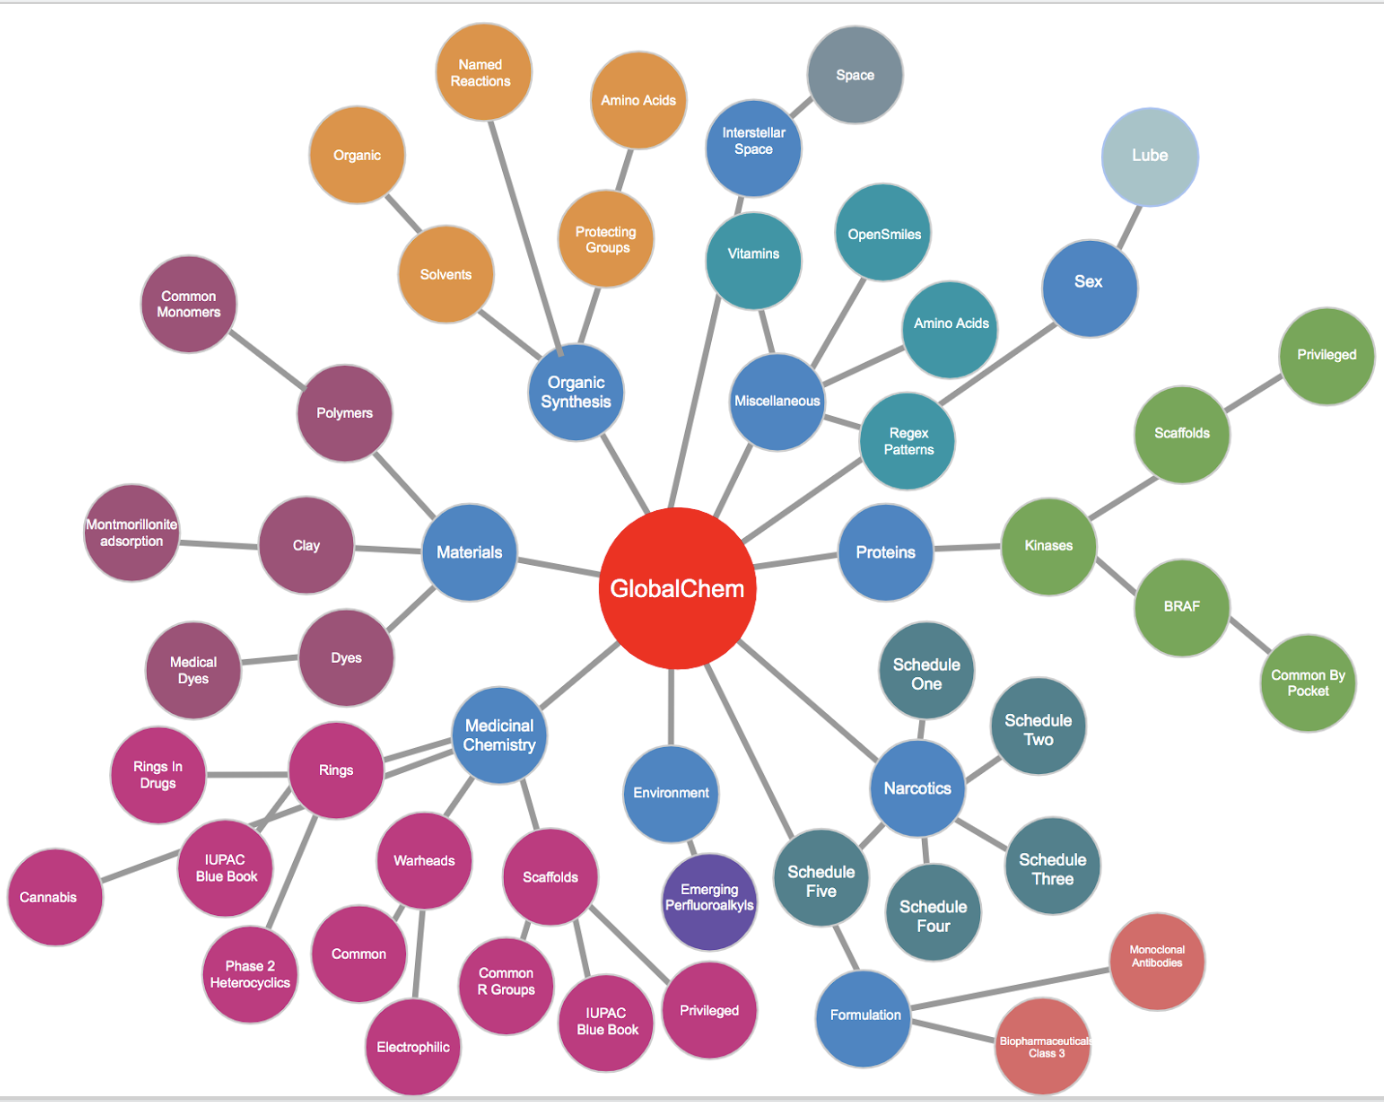 Named
Reactions
Space
Amino Acids
Interstellar
Space
Organic
Lube
Protecting
Groups
OpenSmiles
Vitamins
Solvents
Sex
Common
Monomers
Amino Acids
Privileged
Organic
Synthesis
Miscellaneous
Polymers
Regex
Patterns
Scaffolds
Montmorillonite
adsorption
Clay
Materials
Proteins
Kinases
GlobalChem
BRAF
Medical
Dyes
Dyes
Schedule
One
Common By
Pocket
Medicinal
Chemistry
Schedule
Two
Rings In
Drugs
Rings
Environment
Narcotics
IUPAC
Blue Book
Warheads
Scaffolds
Schedule
Five
Schedule
Three
Cannabis
Emerging
Perfluoroalkyls
Schedule
Four
Common
Monoclonal
Antibodies
Phase 2
Heterocyclics
Common
R Groups
IUPAC
Blue Book
Privileged
Formulation
Electrophilic
Biopharmaceuticals
Class 3